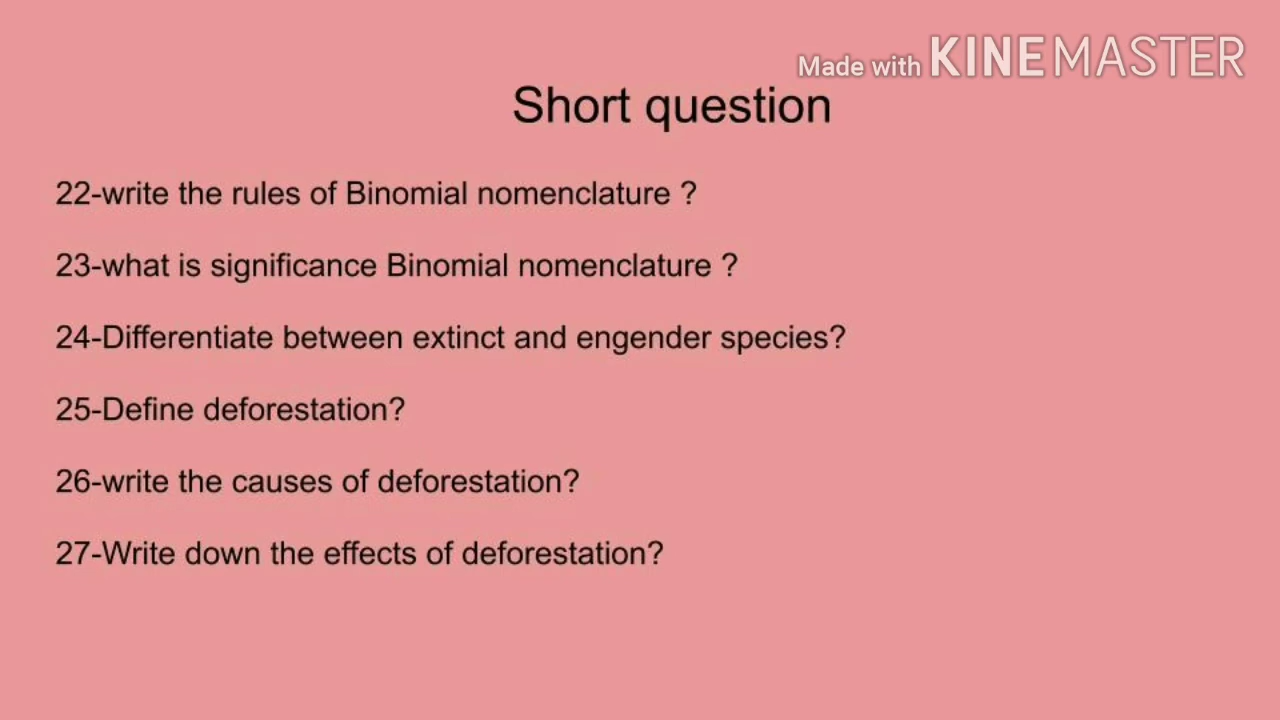 Made with KINEMASTER
Short question
22-write the rules of Binomial nomenclature ?
23-what is significance Binomial nomenclature ?
24-Differentiate between extinct and engender species?
25-Define deforestation?
26-write the causes of deforestation?
27-Write down the effects of deforestation?